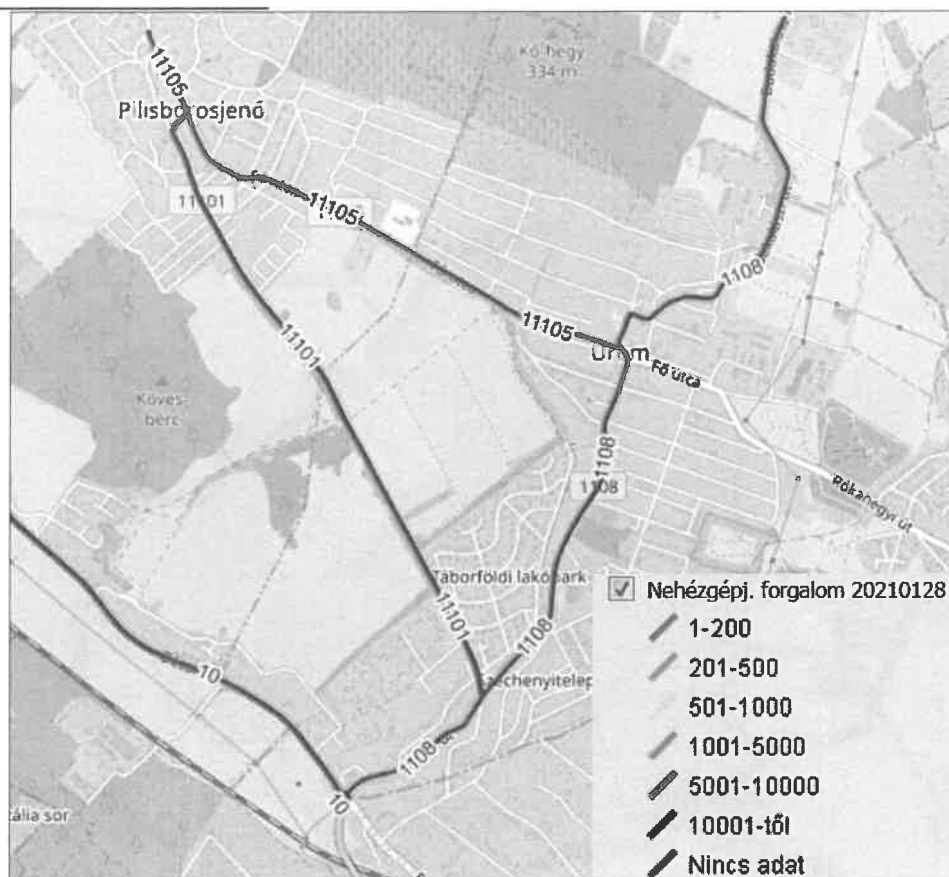 Kő-hegy
334 m
11105
Pilisborosjenő
11101
11105
1108
11101
11105
Üröm
Fő utca
Köves-
bérc
1108
1108
Rókahegyi út
Táborföldi lakópark
11101
1108
10
Széchenyitelep
1108
10
ália sor
Nehézgépj. forgalom 20210128
1-200
201-500
501-1000
1001-5000
5001-10000
10001-től
Nincs adat